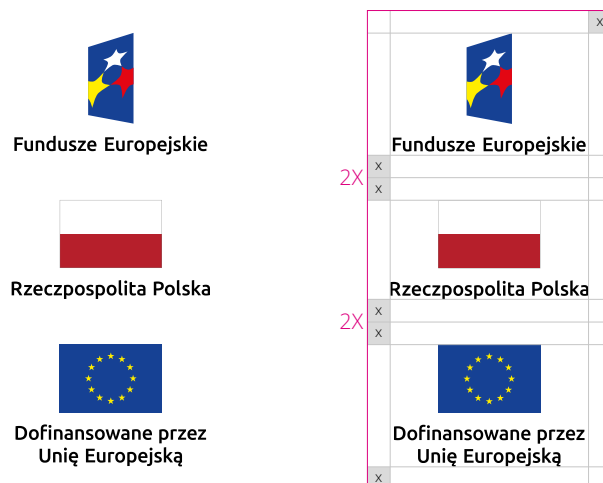 Fundusze Europejskie
Rzeczpospolita Polska
Dofinansowane przez
Unię Europejską
x
Fundusze Europejskie
x
2X
x
Rzeczpospolita Polska
x
2X
x
Dofinansowane przez
Unię Europejską
x